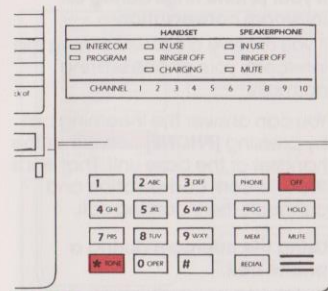 HANDSET SPEAKERPHONE
INTERCOM IN USE IN USE
PROGRAM RINGER OFF RINGER OFF
CHARGING MUTE
CHANNEL 1 2 3 4 5 6 7 8 9 10
ck of
1 2 ABC 3 DEF PHONE OFF
4 GHI 5 JKL 6 MNO PROG HOLD
7 PRS 8 TUV 9 WXY MEM MUTE
* TONE 0 OPER # REDIAL